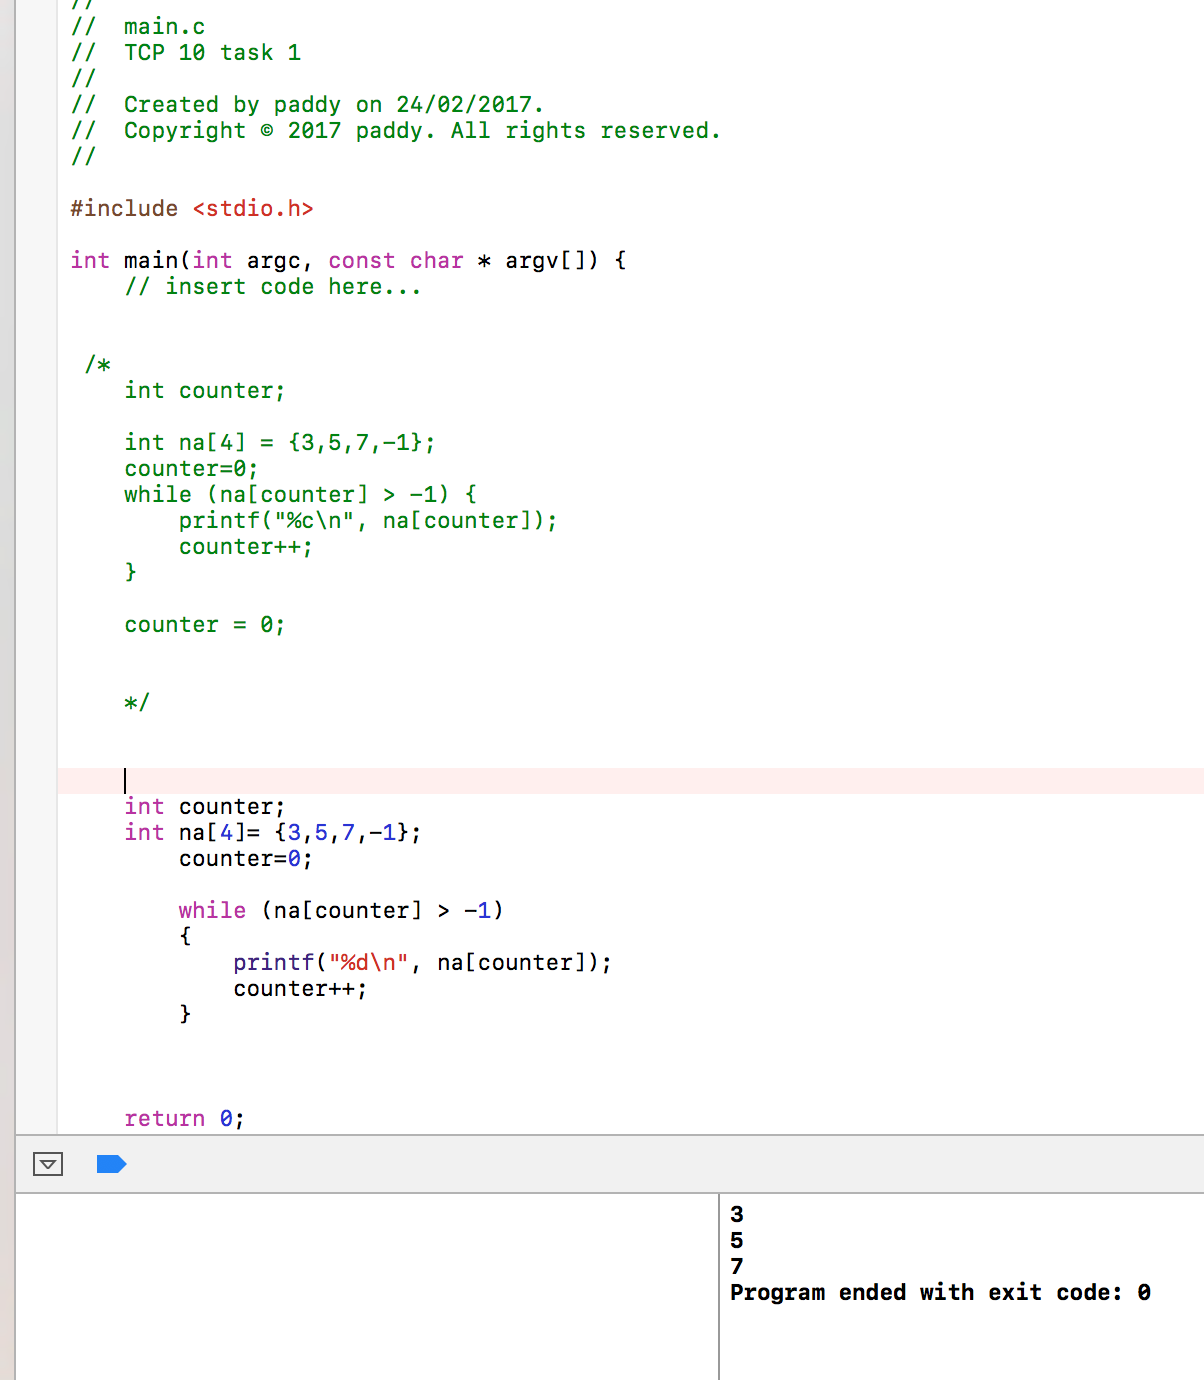 //
//  main.c
//  TCP 10 task 1
//
//  Created by paddy on 24/02/2017.
//  Copyright © 2017 paddy. All rights reserved.
//
#include <stdio.h>
int main(int argc, const char * argv[]) {
    // insert code here...
 /*
    int counter;
    int na[4] = {3,5,7,-1};
    counter=0;
    while (na[counter] > -1) {
        printf("%c\n", na[counter]);
        counter++;
    }
    counter = 0;
    */
    int counter;
    int na[4]= {3,5,7,-1};
        counter=0;
        while (na[counter] > -1)
        {
            printf("%d\n", na[counter]);
            counter++;
        }
    return 0;
3
5
7
Program ended with exit code: 0